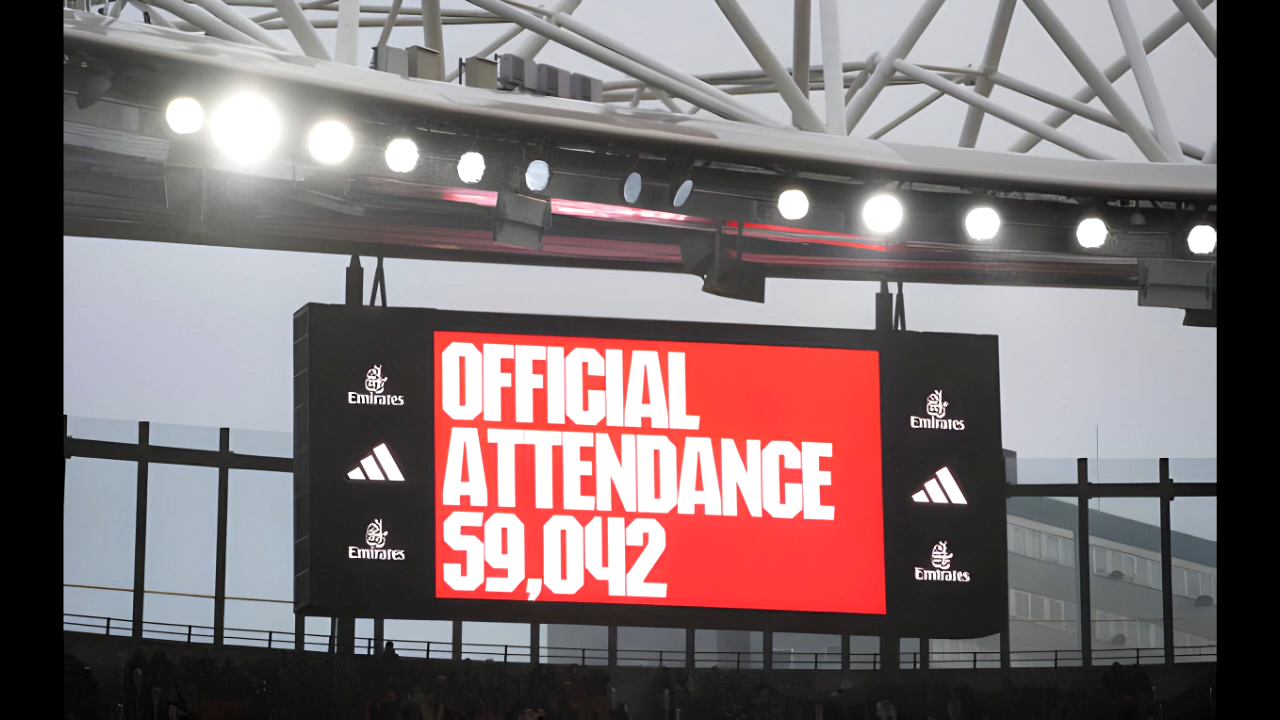 OFFICIAL
ATTENDANCE
59,042
Emirates
Emirates
Emirates
Emirates